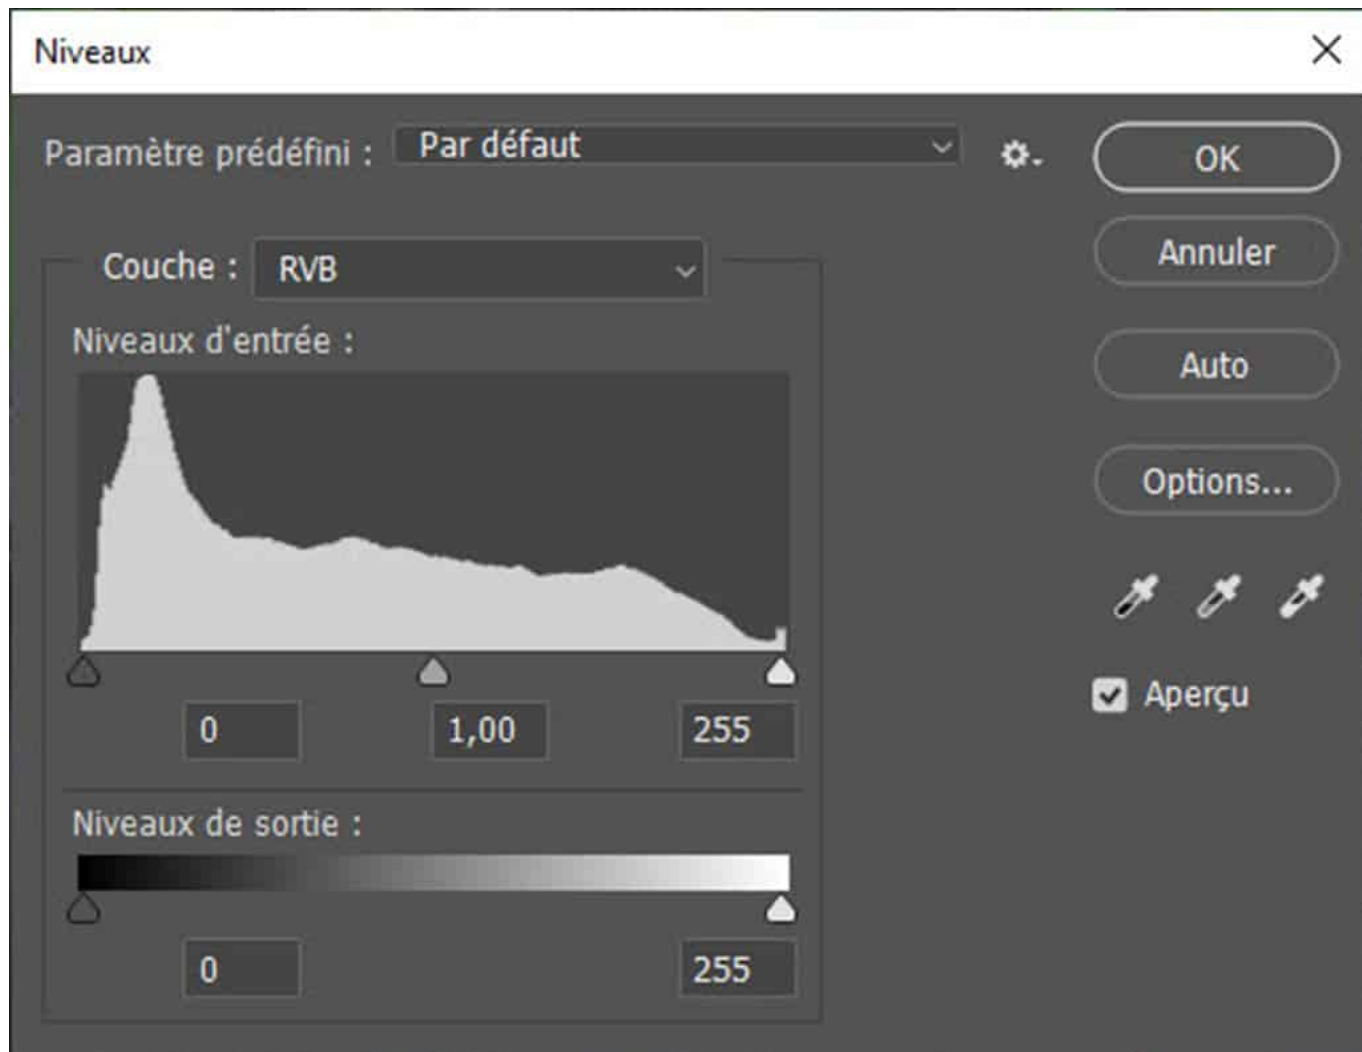 Niveaux
Paramètre prédéfini : Par défaut
OK
Couche : RVB
Annuler
Niveaux d'entrée :
Auto
Options...
0 1,00 255
Aperçu
Niveaux de sortie :
0 255